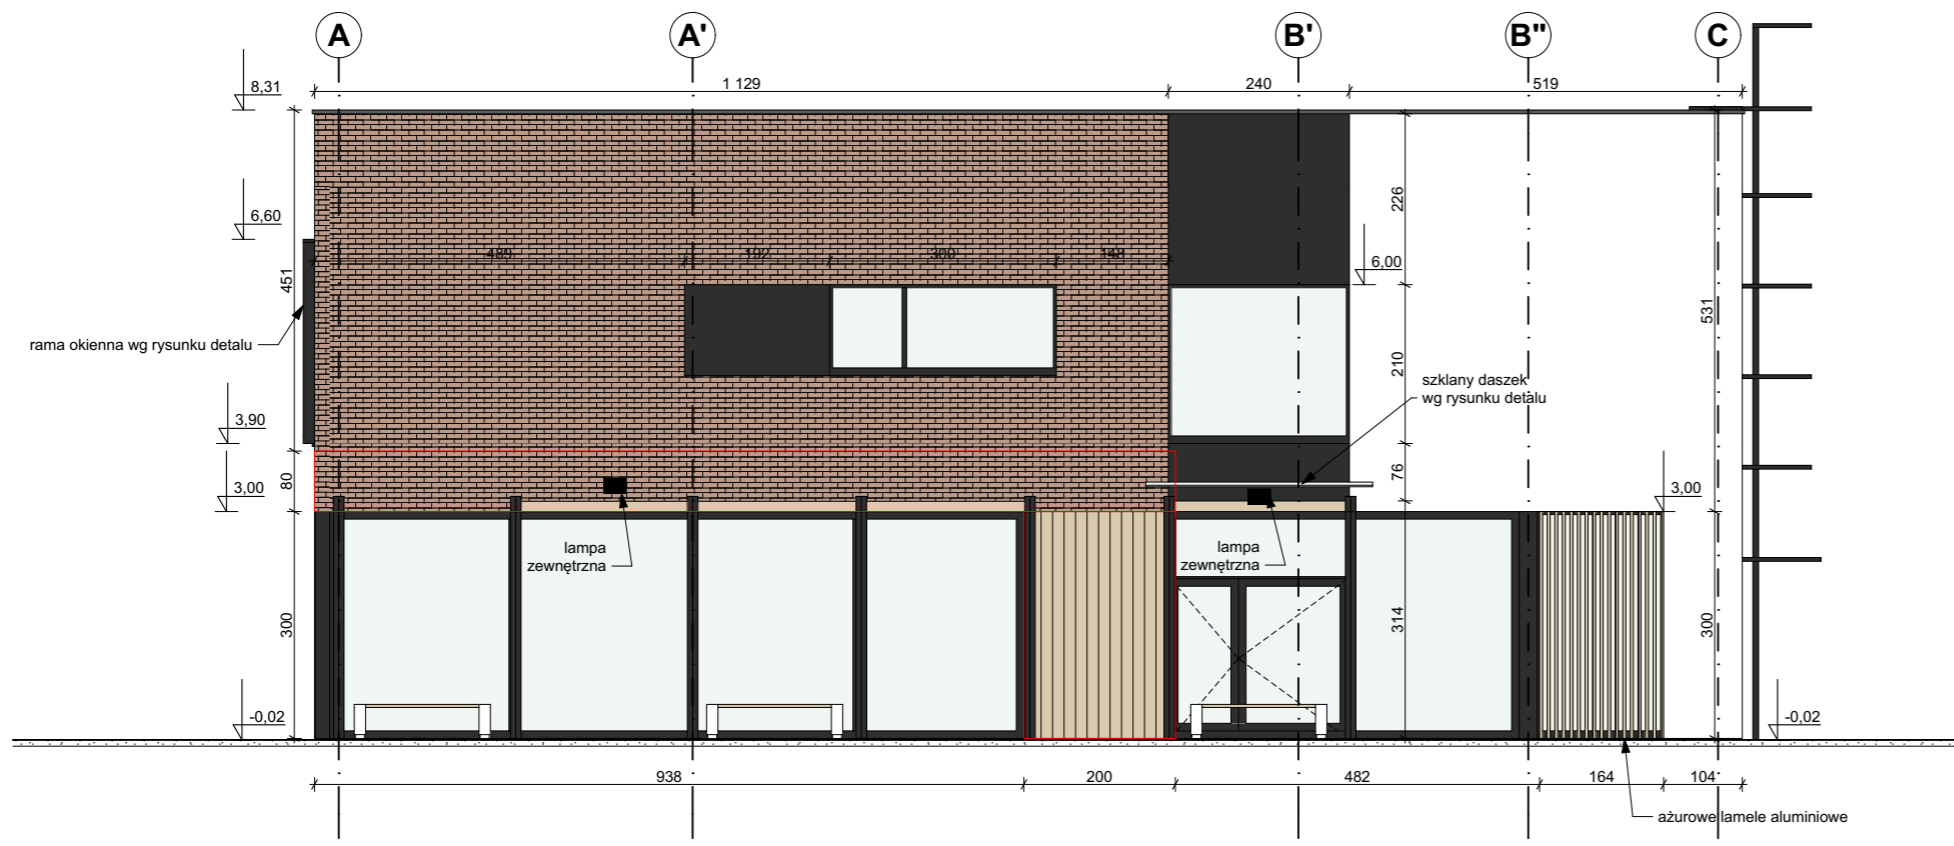 A
A'
B'
B"
C
1 129
240
519
8,31
6,60
451
226
489
192
300
148
6,00
531
rama okienna wg rysunku detalu
210
szklany daszek
wg rysunku detalu
3,90
80
76
3,00
3,00
lampa
zewnętrzna
lampa
zewnętrzna
300
314
300
-0,02
-0,02
938
200
482
164
104
ażurowe lamele aluminiowe